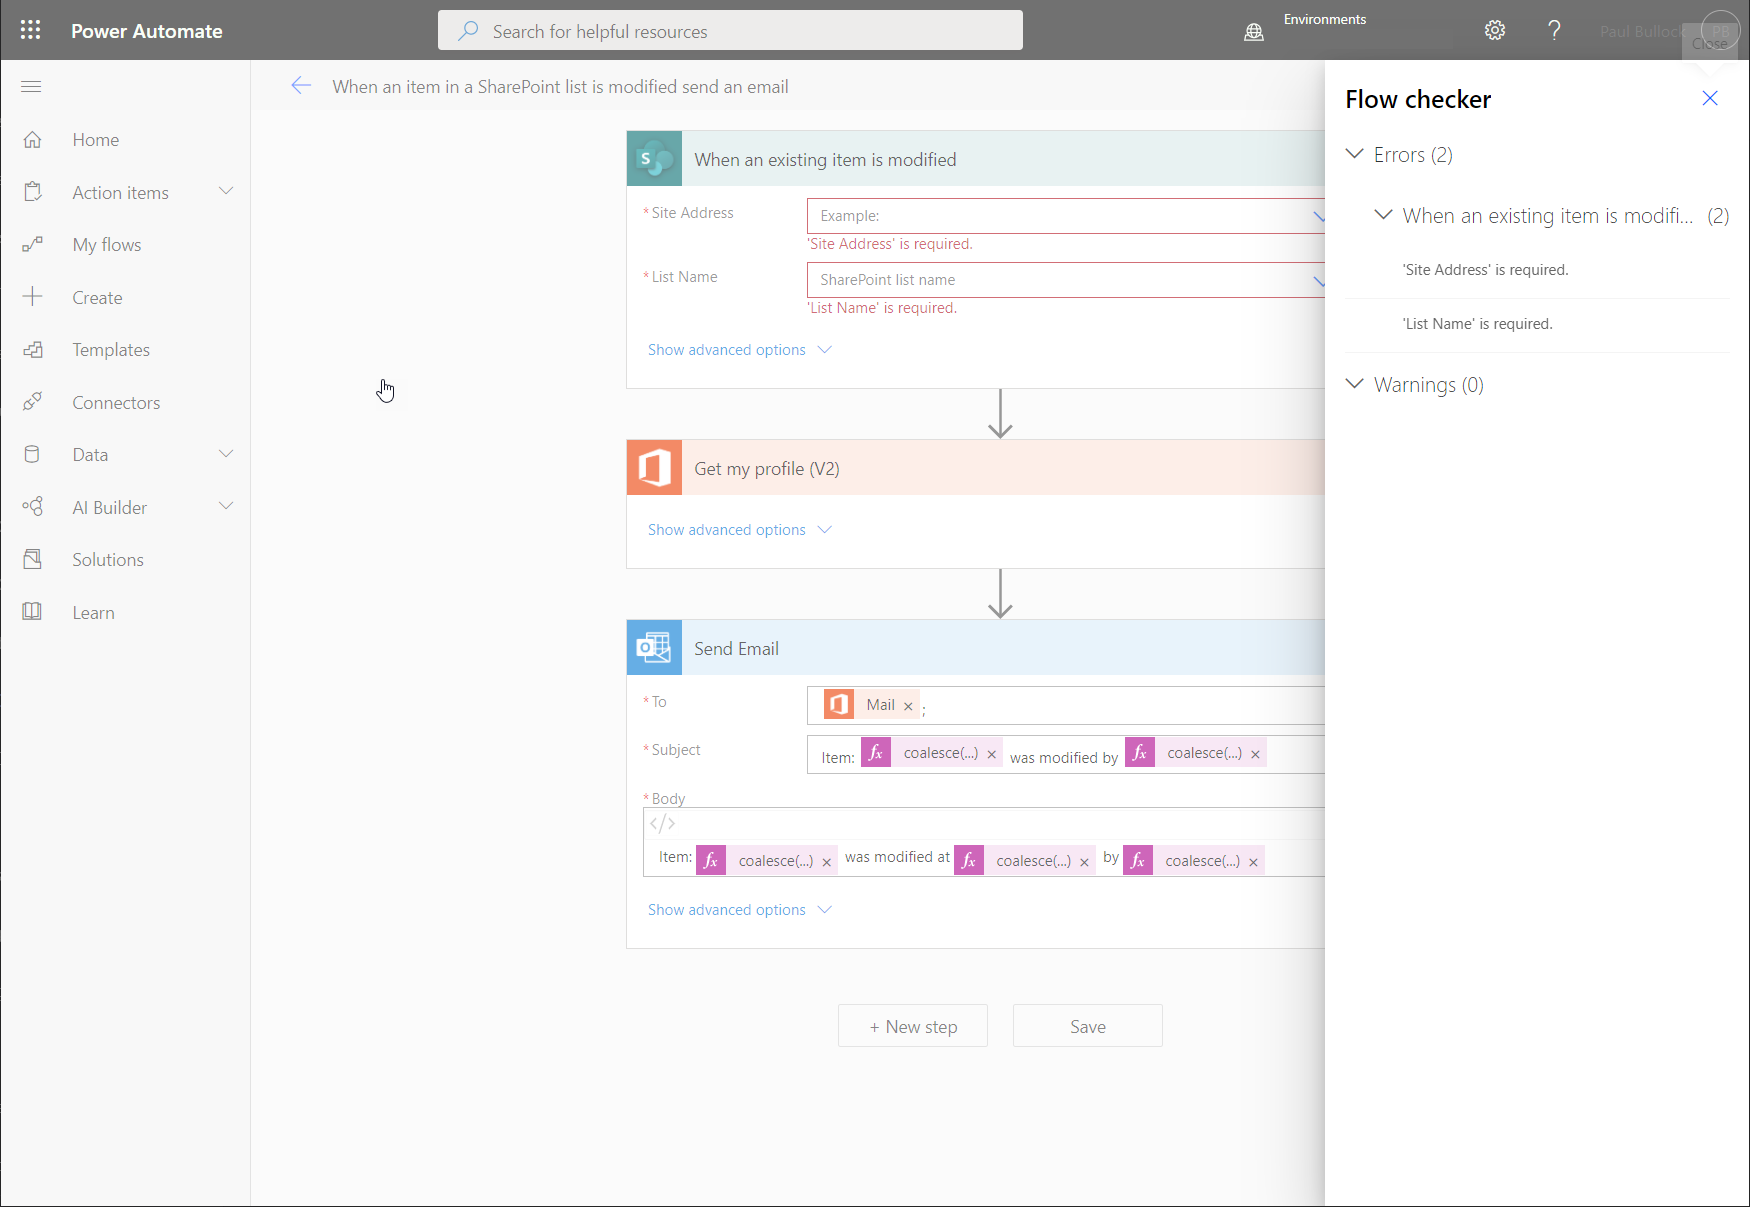 Power Automate
Search for helpful resources
Environments
?
Paul Bullock
PB
Close
When an item in a SharePoint list is modified send an email
Home
Action items
My flows
Create
Templates
Connectors
Data
AI Builder
Solutions
Learn
S
When an existing item is modified
* Site Address
Example:
'Site Address' is required.
* List Name
SharePoint list name
'List Name' is required.
Show advanced options
Get my profile (V2)
Show advanced options
Send Email
* To
Mail × ;
* Subject
Item: fx coalesce(...) × was modified by fx coalesce(...) ×
* Body
</>
Item: fx coalesce(...) × was modified at fx coalesce(...) × by fx coalesce(...) ×
Show advanced options
+ New step
Save
Flow checker
Errors (2)
When an existing item is modifi... (2)
'Site Address' is required.
'List Name' is required.
Warnings (0)